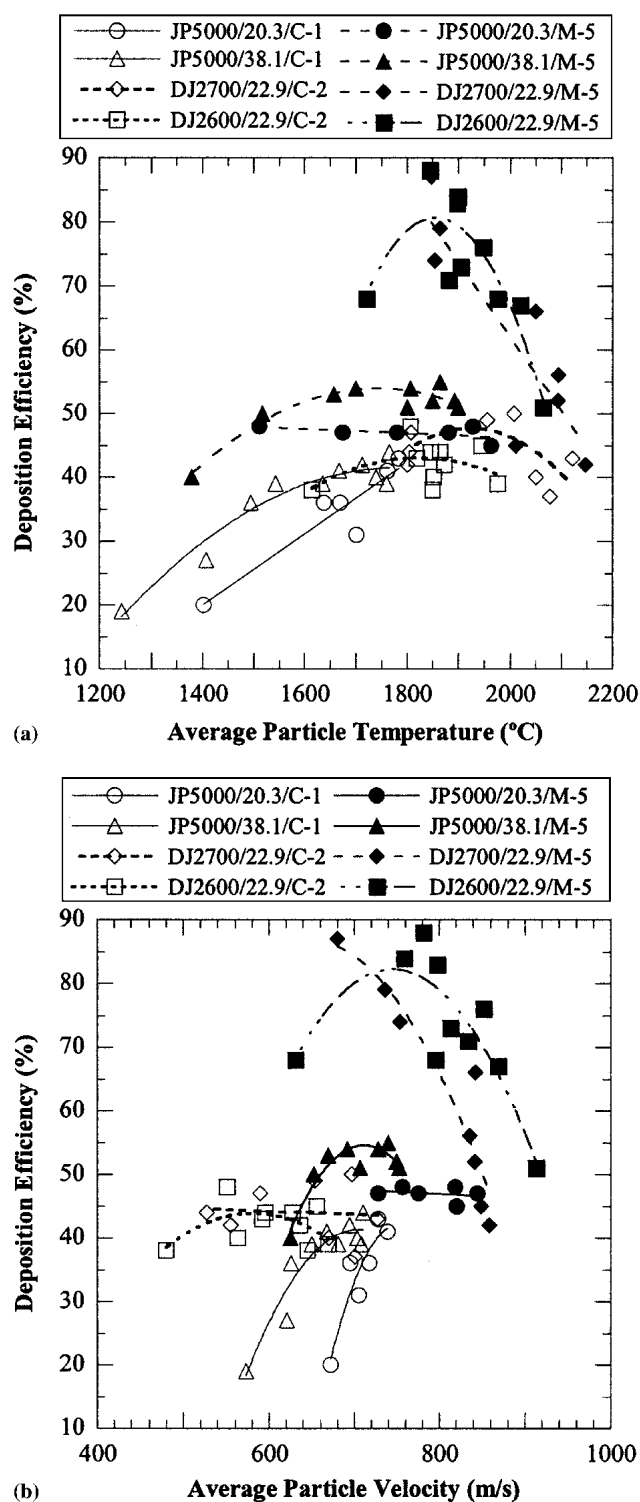 JP5000/20.3/C-1 JP5000/20.3/M-5
JP5000/38.1/C-1 JP5000/38.1/M-5
DJ2700/22.9/C-2 DJ2700/22.9/M-5
DJ2600/22.9/C-2 DJ2600/22.9/M-5
90
80
70
60
50
40
30
20
10
Deposition Efficiency (%)
1200 1400 1600 1800 2000 2200
(a) Average Particle Temperature (ºC)
JP5000/20.3/C-1 JP5000/20.3/M-5
JP5000/38.1/C-1 JP5000/38.1/M-5
DJ2700/22.9/C-2 DJ2700/22.9/M-5
DJ2600/22.9/C-2 DJ2600/22.9/M-5
90
80
70
60
50
40
30
20
10
Deposition Efficiency (%)
400 600 800 1000
(b) Average Particle Velocity (m/s)